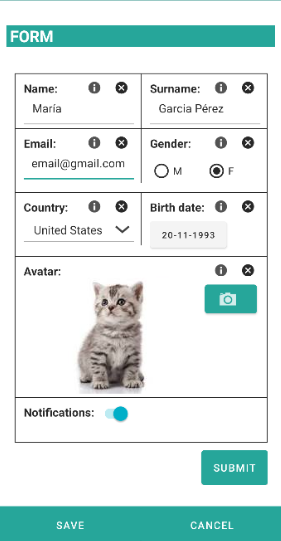 FORM
Name:
Surname:
María
Garcia Pérez
Email:
Gender:
email@gmail.com
M
F
Country:
Birth date:
United States
20-11-1993
Avatar:
Notifications:
SUBMIT
SAVE
CANCEL